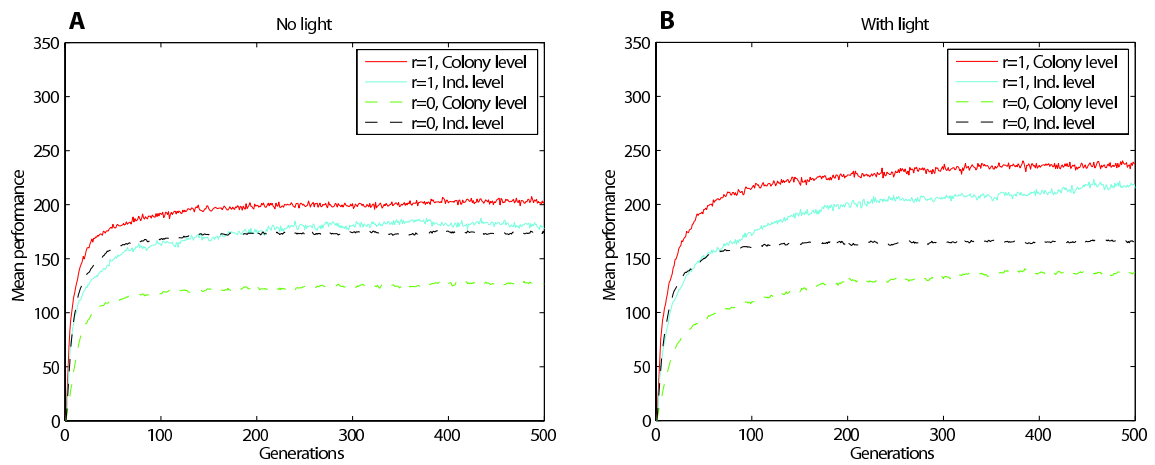 A
No light
350
300
250
200
150
100
50
0
Mean performance
r=1, Colony level
r=1, Ind. level
r=0, Colony level
r=0, Ind. level
0
100
200
300
400
500
Generations
B
With light
350
300
250
200
150
100
50
0
Mean performance
r=1, Colony level
r=1, Ind. level
r=0, Colony level
r=0, Ind. level
0
100
200
300
400
500
Generations